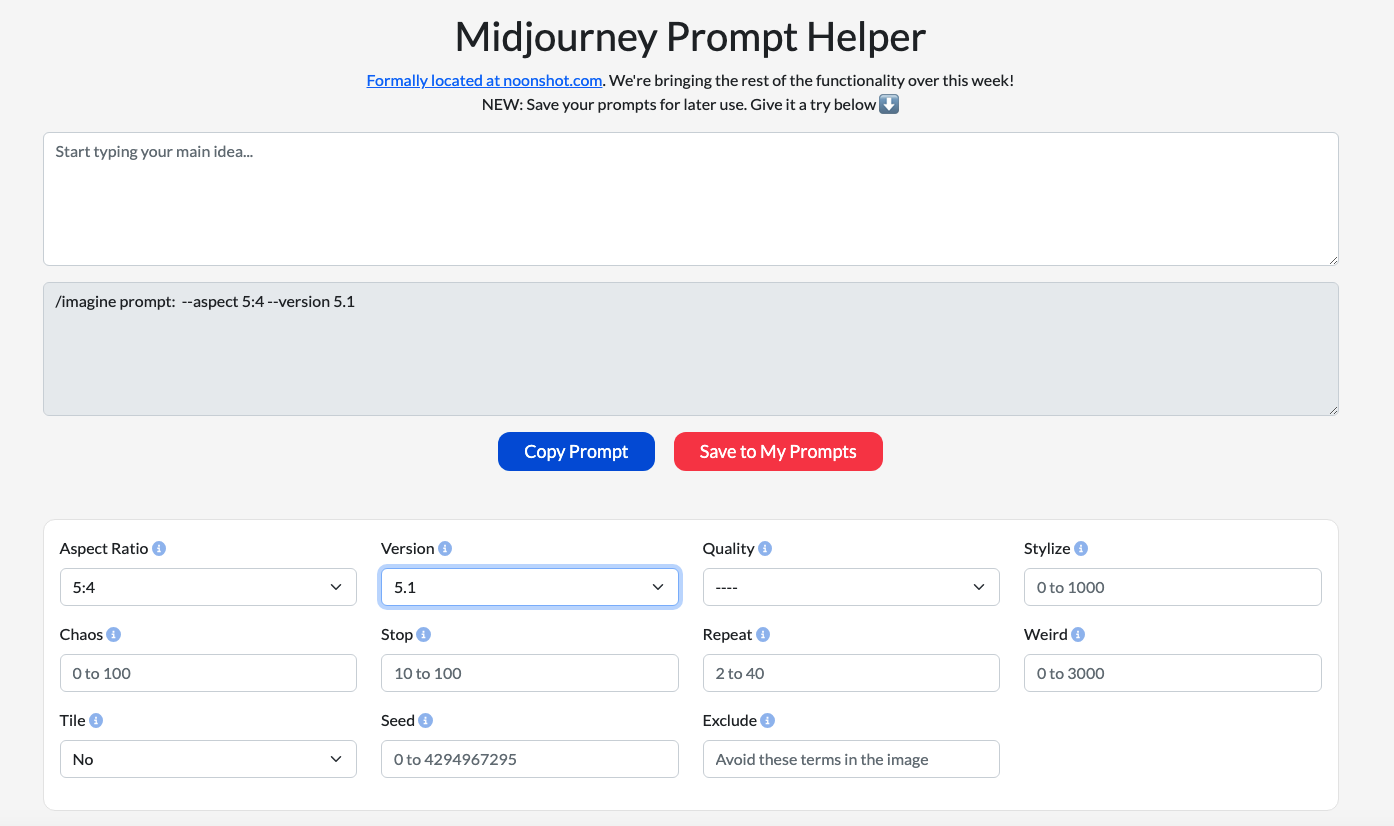 Midjourney Prompt Helper
Formally located at noonshot.com. We're bringing the rest of the functionality over this week!
NEW: Save your prompts for later use. Give it a try below ⬇️
Start typing your main idea...
/imagine prompt:  --aspect 5:4 --version 5.1
Copy Prompt Save to My Prompts
Aspect Ratio Version Quality Stylize
5:4 5.1 ---- 0 to 1000
Chaos Stop Repeat Weird
0 to 100 10 to 100 2 to 40 0 to 3000
Tile Seed Exclude
No 0 to 4294967295 Avoid these terms in the image